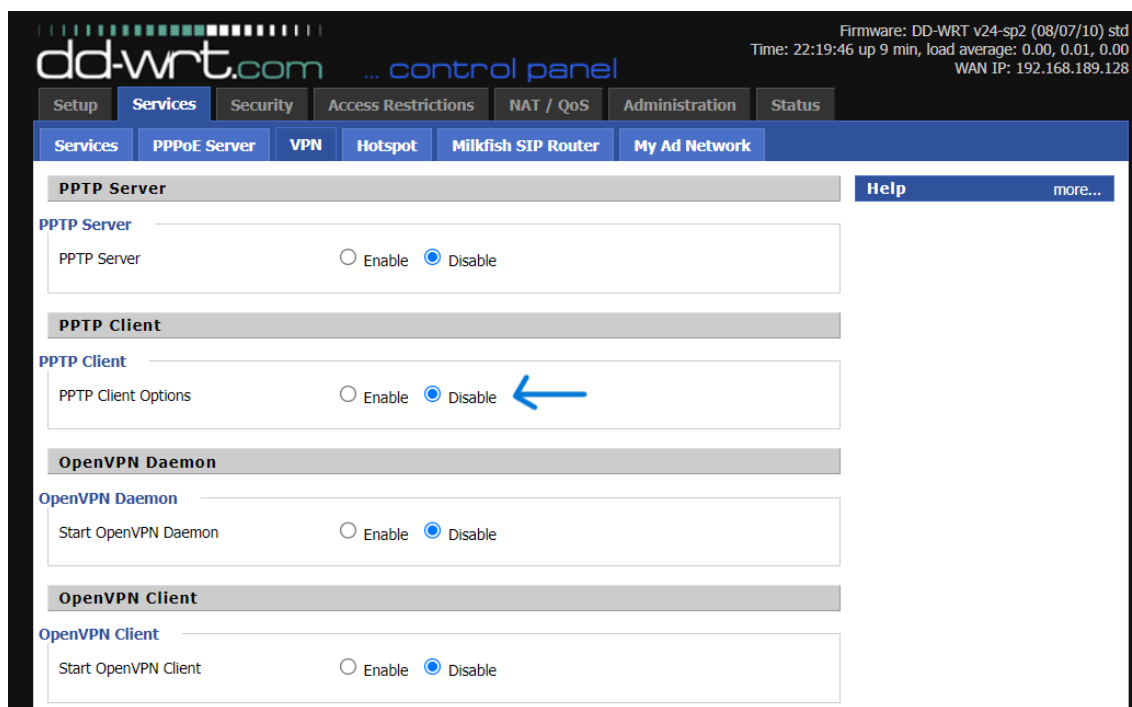 Firmware: DD-WRT v24-sp2 (08/07/10) std
Time: 22:19:46 up 9 min, load average: 0.00, 0.01, 0.00
WAN IP: 192.168.189.128
dd-wrt.com ... control panel
Setup Services Security Access Restrictions NAT / QoS Administration Status
Services PPPoE Server VPN Hotspot Milkfish SIP Router My Ad Network
PPTP Server
Help more...
PPTP Server
PPTP Server Enable Disable
PPTP Client
PPTP Client
PPTP Client Options Enable Disable
OpenVPN Daemon
OpenVPN Daemon
Start OpenVPN Daemon Enable Disable
OpenVPN Client
OpenVPN Client
Start OpenVPN Client Enable Disable